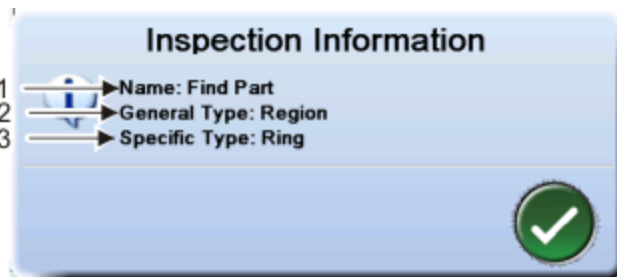 Inspection Information
1 Name: Find Part
2 General Type: Region
3 Specific Type: Ring